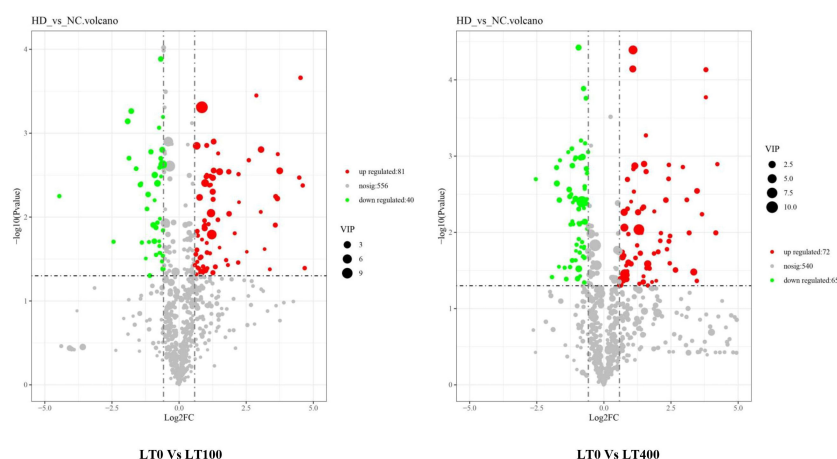 HD_vs_NC.volcano
4
3
2
1
0
−log10(Pvalue)
−5.0
−2.5
0.0
2.5
5.0
Log2FC
up regulated:81
nosig:556
down regulated:40
VIP
3
6
9
LT0 Vs LT100
HD_vs_NC.volcano
4
3
2
1
0
−log10(Pvalue)
−5.0
−2.5
0.0
2.5
5.0
Log2FC
VIP
2.5
5.0
7.5
10.0
up regulated:72
nosig:540
down regulated:65
LT0 Vs LT400